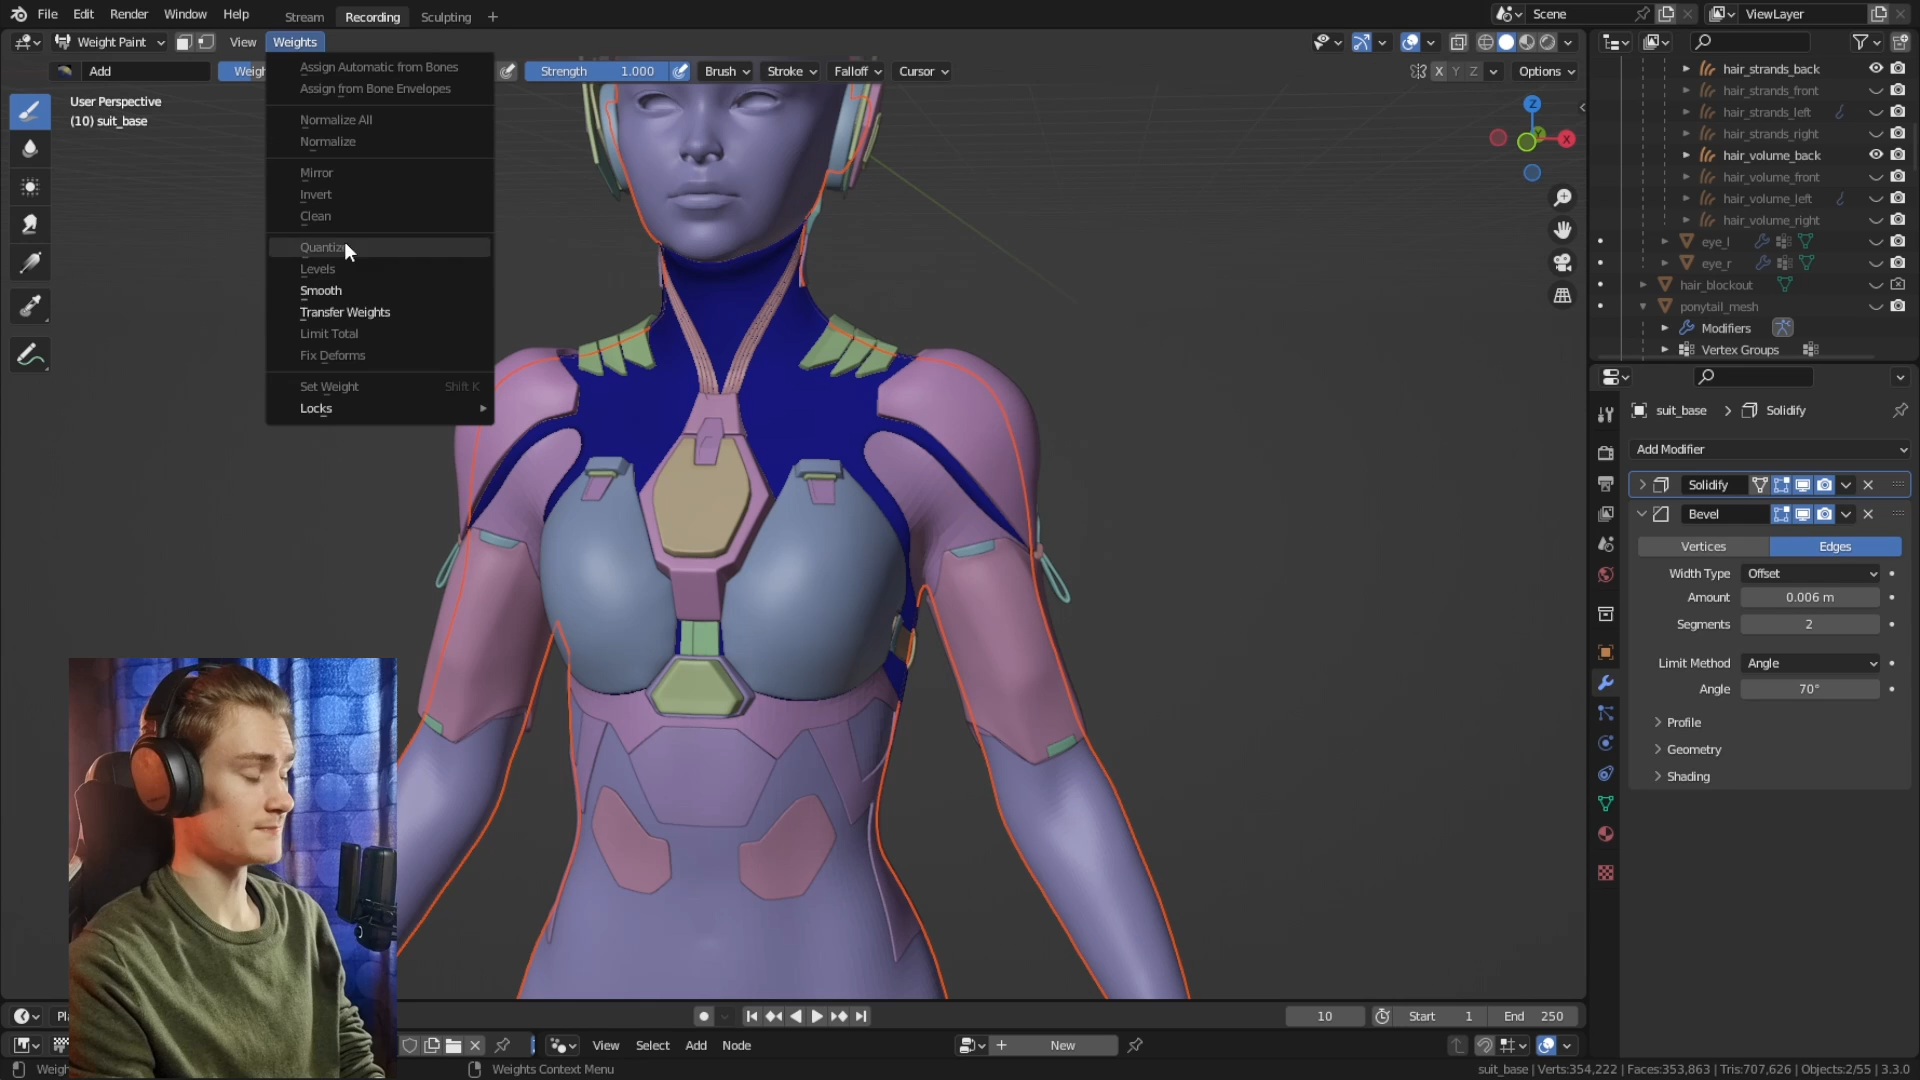 File Edit Render Window Help Stream Recording Sculpting + Scene ViewLayer
Weight Paint View Weights
Add Strength 1.000 Brush Stroke Falloff Cursor X Y Z Options
User Perspective
(10) suit_base
Assign Automatic from Bones
Assign from Bone Envelopes
Normalize All
Normalize
Mirror
Invert
Clean
Quantize
Levels
Smooth
Transfer Weights
Limit Total
Fix Deforms
Set Weight Shift K
Locks
Z
X
hair_strands_back
hair_strands_front
hair_strands_left
hair_strands_right
hair_volume_back
hair_volume_front
hair_volume_left
hair_volume_right
eye_l
eye_r
hair_blockout
ponytail_mesh
Modifiers
Vertex Groups
suit_base > Solidify
Add Modifier
Solidify
Bevel
Vertices Edges
Width Type Offset
Amount 0.006 m
Segments 2
Limit Method Angle
Angle 70°
Profile
Geometry
Shading
10 Start 1 End 250
View Select Add Node + New
Weights Context Menu
suit_base | Verts:354,222 | Faces:353,863 | Tris:707,626 | Objects:2/55 | 3.3.0